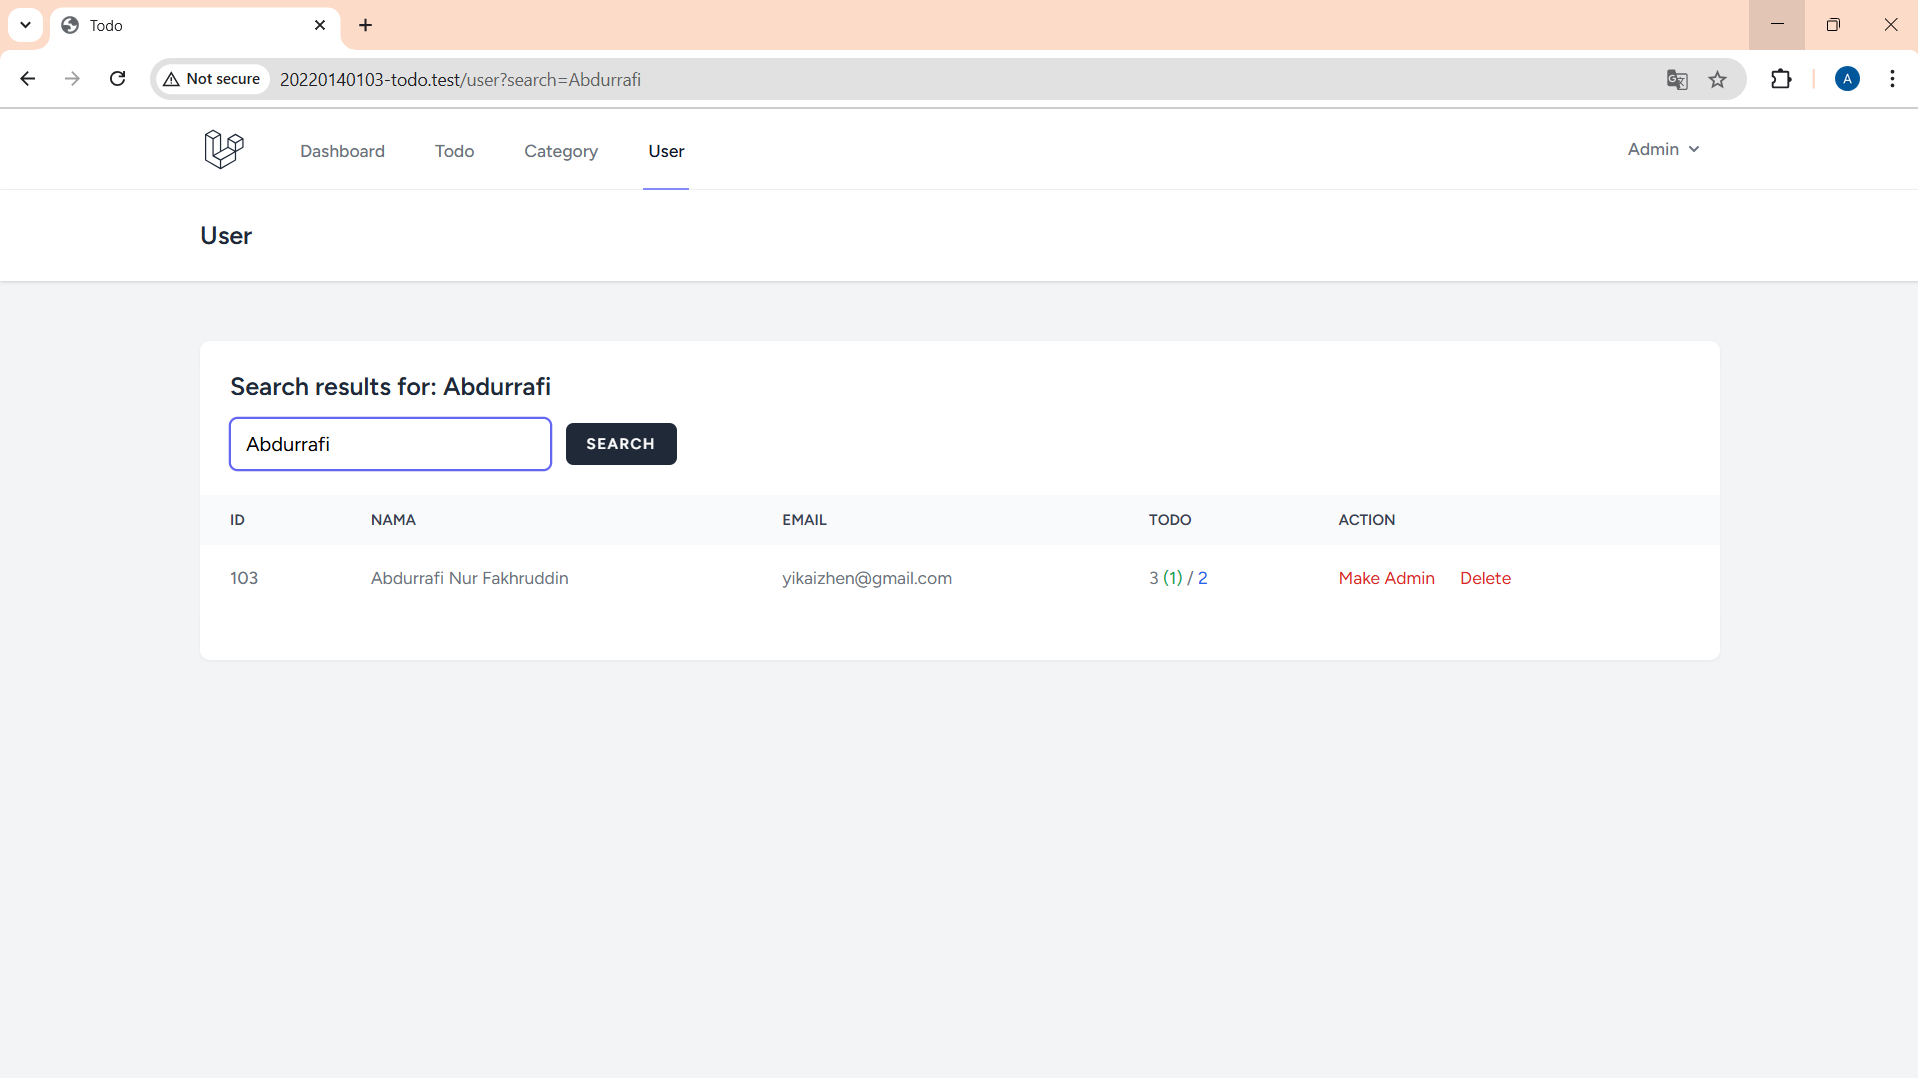 Todo
Not secure 20220140103-todo.test/user?search=Abdurrafi A
Dashboard Todo Category User Admin
User
Search results for: Abdurrafi
Abdurrafi SEARCH
ID NAMA EMAIL TODO ACTION
103 Abdurrafi Nur Fakhruddin yikaizhen@gmail.com 3 (1) / 2 Make Admin Delete